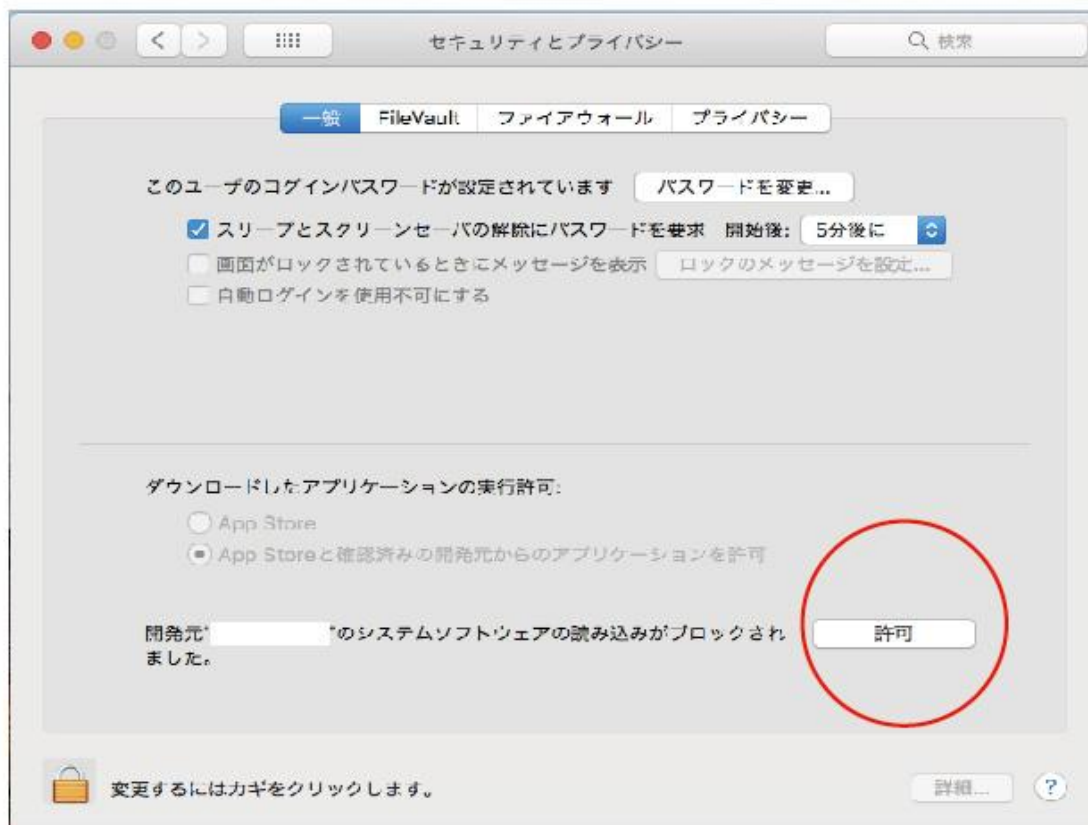 セキュリティとプライバシー
検索
一般 FileVault ファイアウォール プライバシー
このユーザのログインパスワードが設定されています パスワードを変更...
スリープとスクリーンセーバの解除にパスワードを要求 開始後: 5分後に
画面がロックされているときにメッセージを表示 ロックのメッセージを設定...
自動ログインを使用不可にする
ダウンロードしたアプリケーションの実行許可:
App Store
App Storeと確認済みの開発元からのアプリケーションを許可
開発元" "のシステムソフトウェアの読み込みがブロックされ 許可
ました。
変更するにはカギをクリックします。 詳細... ?